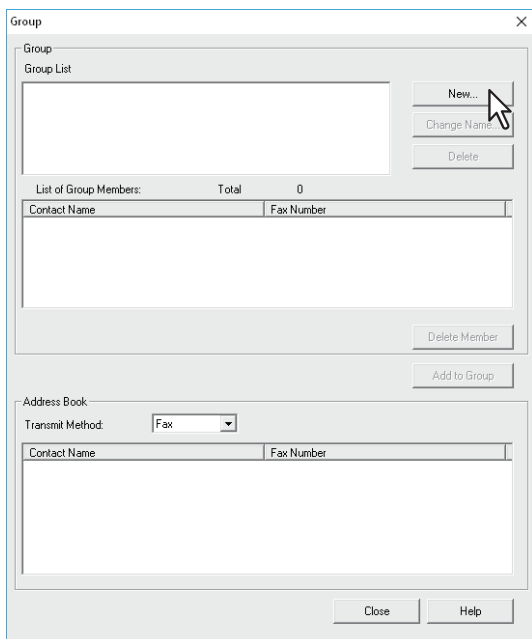 Group
Group
Group List
New...
Change Name...
Delete
List of Group Members: Total 0
Contact Name Fax Number
Delete Member
Add to Group
Address Book
Transmit Method: Fax
Contact Name Fax Number
Close Help